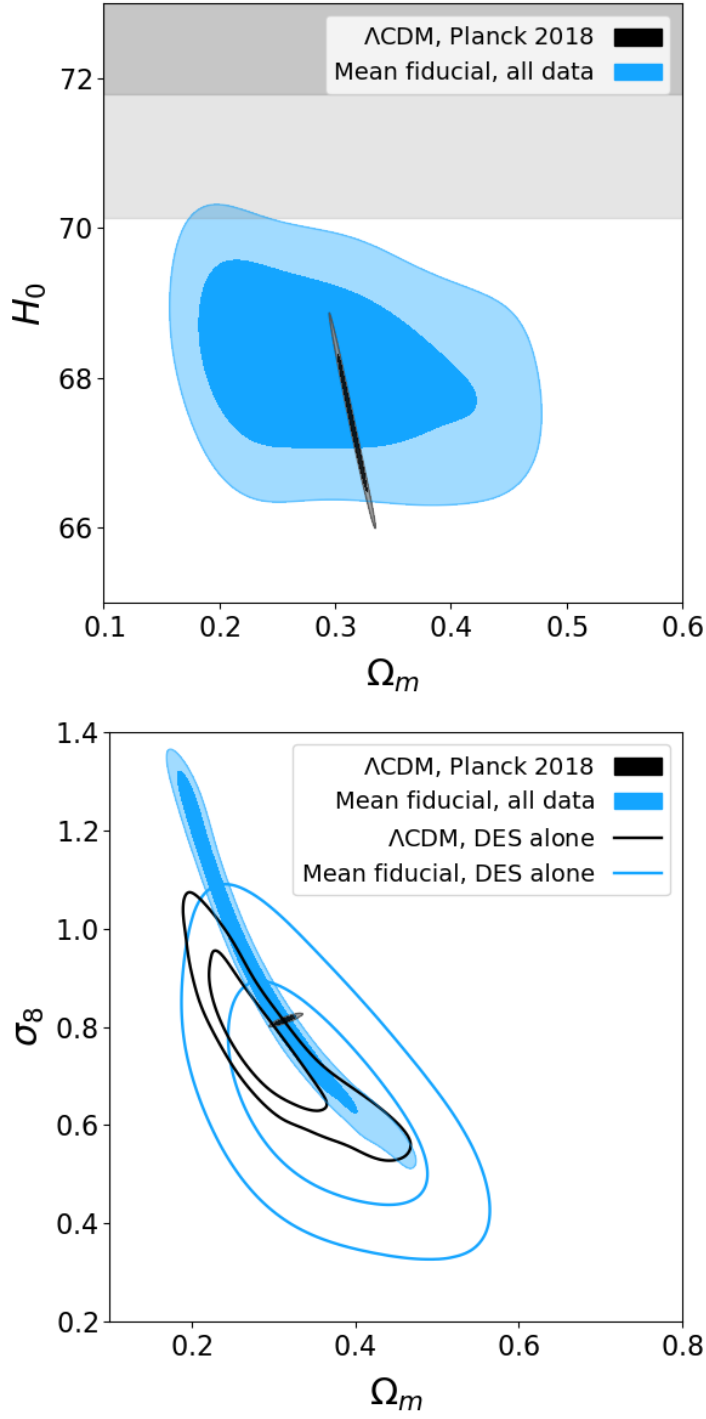 ΛCDM, Planck 2018
Mean fiducial, all data
72
70
68
66
H₀
0.1 0.2 0.3 0.4 0.5 0.6
Ωₘ
ΛCDM, Planck 2018
Mean fiducial, all data
ΛCDM, DES alone
Mean fiducial, DES alone
1.4
1.2
1.0
0.8
0.6
0.4
0.2
σ₈
0.2 0.4 0.6 0.8
Ωₘ